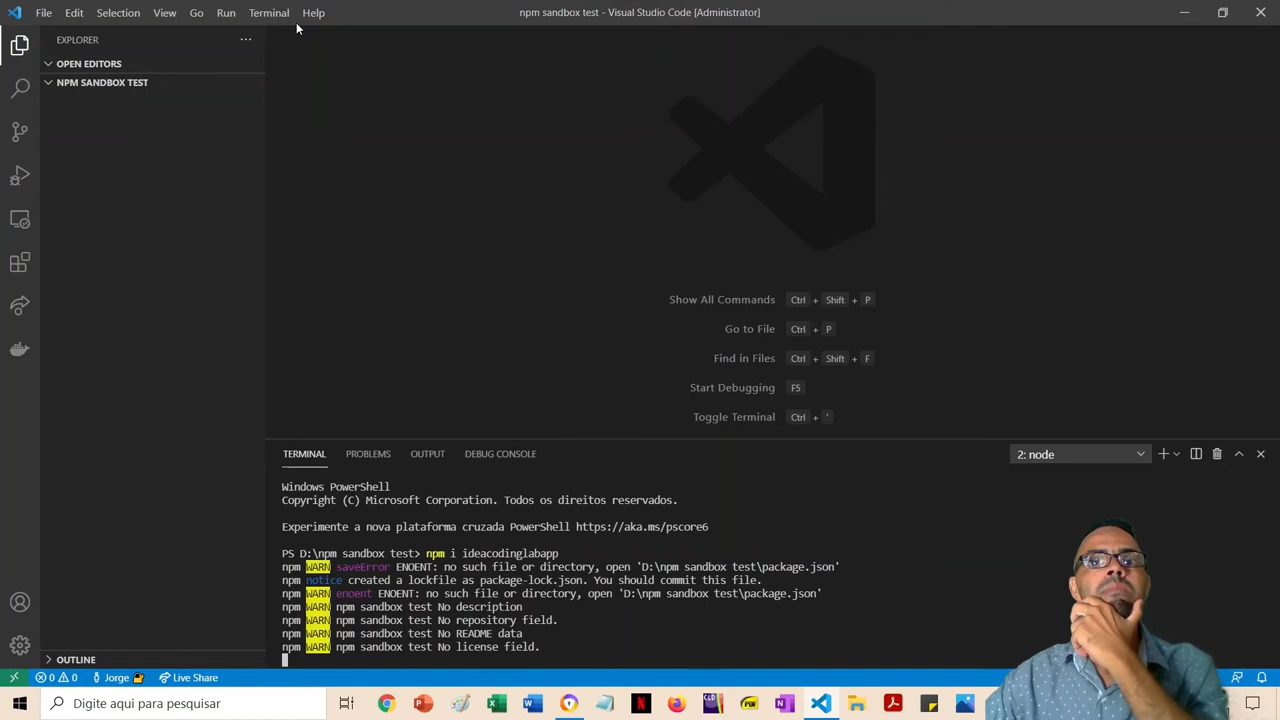 File Edit Selection View Go Run Terminal Help
npm sandbox test - Visual Studio Code [Administrator]
EXPLORER
OPEN EDITORS
NPM SANDBOX TEST
Show All Commands Ctrl + Shift + P
Go to File Ctrl + P
Find in Files Ctrl + Shift + F
Start Debugging F5
Toggle Terminal Ctrl + '
TERMINAL PROBLEMS OUTPUT DEBUG CONSOLE
2: node
Windows PowerShell
Copyright (C) Microsoft Corporation. Todos os direitos reservados.
Experimente a nova plataforma cruzada PowerShell https://aka.ms/pscore6
PS D:\npm sandbox test> npm i ideacodinglabapp
npm WARN saveError ENOENT: no such file or directory, open 'D:\npm sandbox test\package.json'
npm notice created a lockfile as package-lock.json. You should commit this file.
npm WARN enoent ENOENT: no such file or directory, open 'D:\npm sandbox test\package.json'
npm WARN npm sandbox test No description
npm WARN npm sandbox test No repository field.
npm WARN npm sandbox test No README data
npm WARN npm sandbox test No license field.
OUTLINE
0 0 Jorge Live Share
Digite aqui para pesquisar